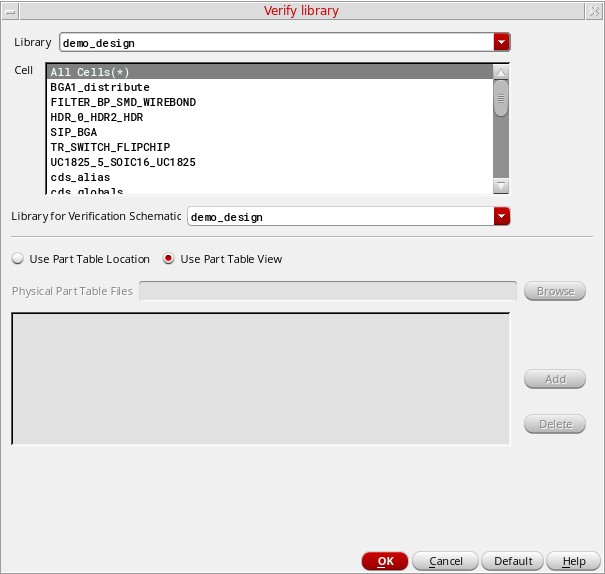 Verify library
Library demo_design
Cell All Cells(*)
BGA1_distribute
FILTER_BP_SMD_WIREBOND
HDR_0_HDR2_HDR
SIP_BGA
TR_SWITCH_FLIPCHIP
UC1825_5_SOIC16_UC1825
cds_alias
cds_globals
Library for Verification Schematic demo_design
Use Part Table Location Use Part Table View
Physical Part Table Files Browse
Add
Delete
OK Cancel Default Help